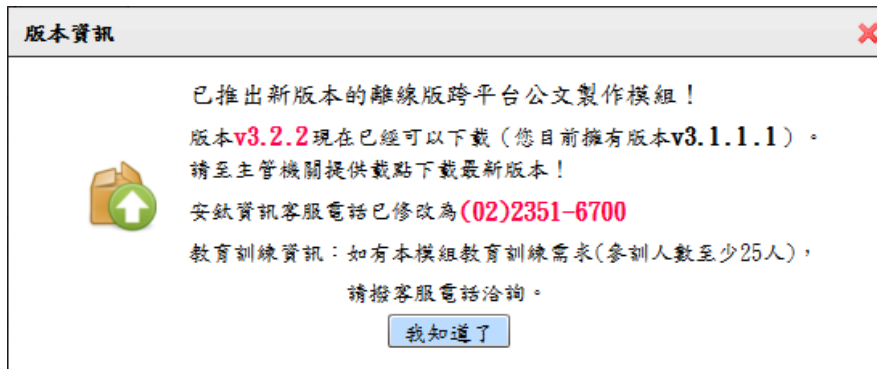 版本資訊
已推出新版本的離線版跨平台公文製作模組！
版本v3.2.2現在已經可以下載（您目前擁有版本v3.1.1.1）。
請至主管機關提供載點下載最新版本！
安鈦資訊客服電話已修改為(02)2351-6700
教育訓練資訊：如有本模組教育訓練需求(參訓人數至少25人)，
請撥客服電話洽詢。
我知道了